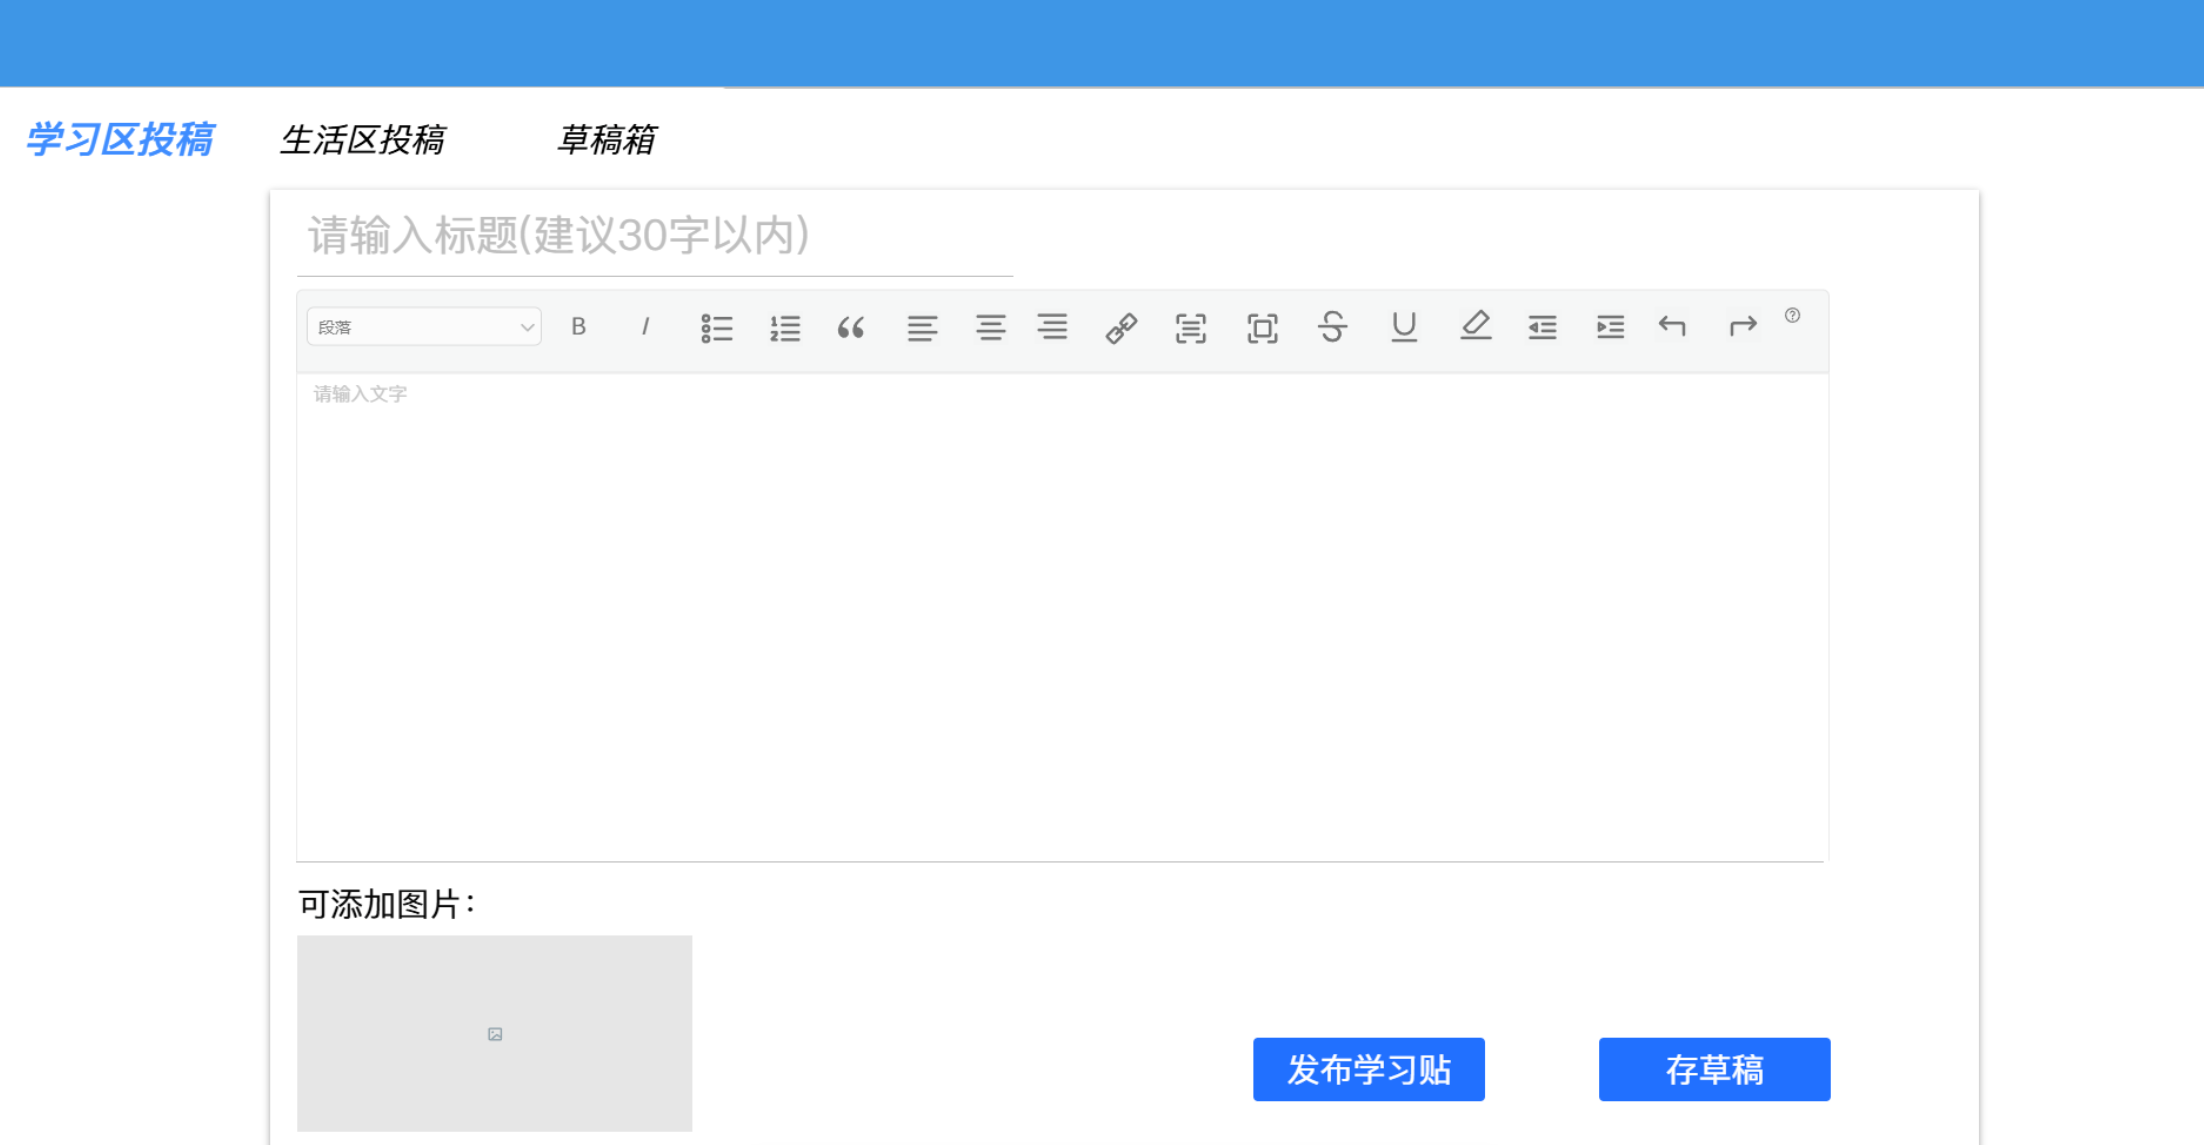 学习区投稿 生活区投稿 草稿箱
请输入标题(建议30字以内)
段落 B I
请输入文字
可添加图片：
发布学习贴 存草稿